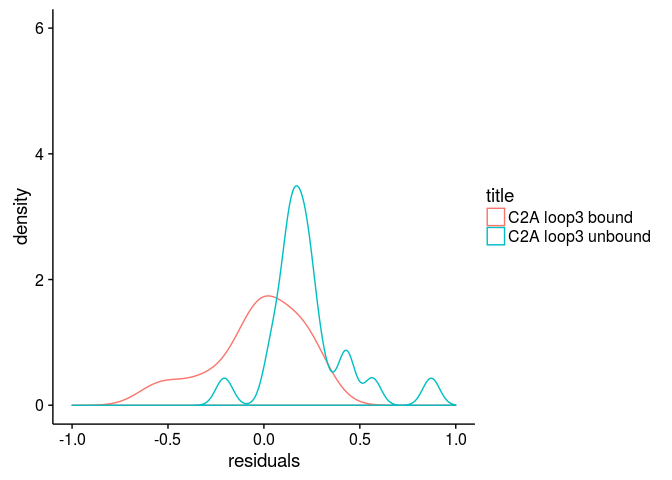 6
4
2
0
density
-1.0 -0.5 0.0 0.5 1.0
residuals
title
C2A loop3 bound
C2A loop3 unbound